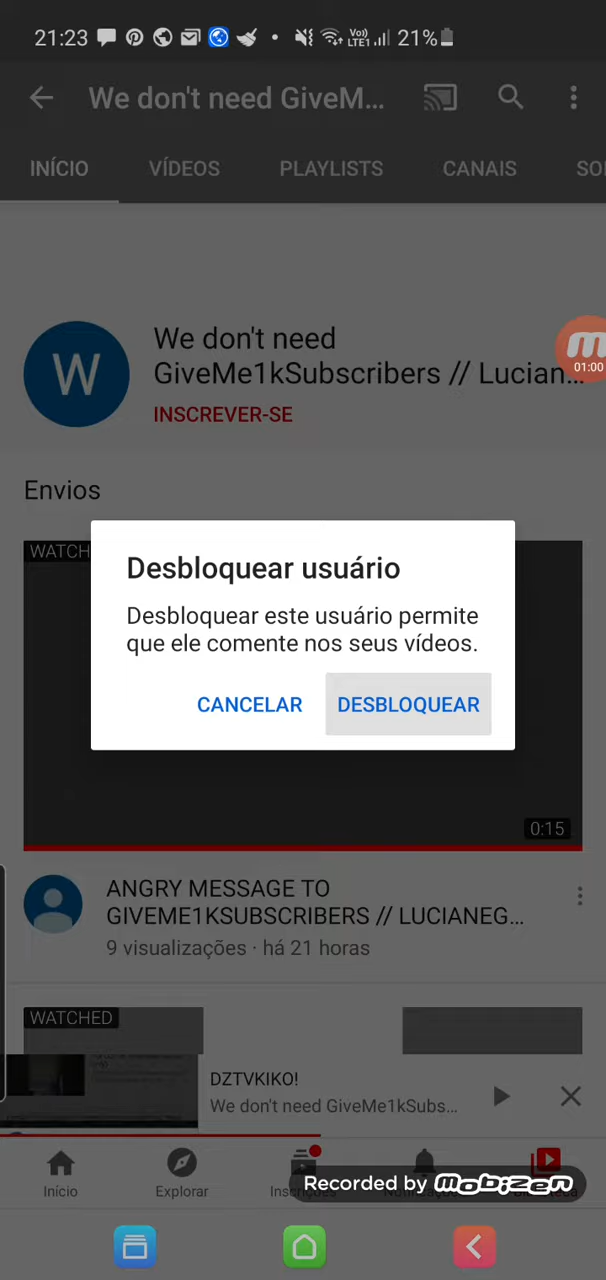 21:23
Vo))
LTE1
21%
We don't need GiveM...
INÍCIO
VÍDEOS
PLAYLISTS
CANAIS
SO
W
We don't need
GiveMe1kSubscribers // Lucian...
INSCREVER-SE
01:00
Envios
WATCH
Desbloquear usuário
Desbloquear este usuário permite
que ele comente nos seus vídeos.
CANCELAR
DESBLOQUEAR
0:15
ANGRY MESSAGE TO
GIVEME1KSUBSCRIBERS // LUCIANEG...
9 visualizações · há 21 horas
WATCHED
DZTVKIKO!
We don't need GiveMe1kSubs...
Início
Explorar
Recorded by mobizen